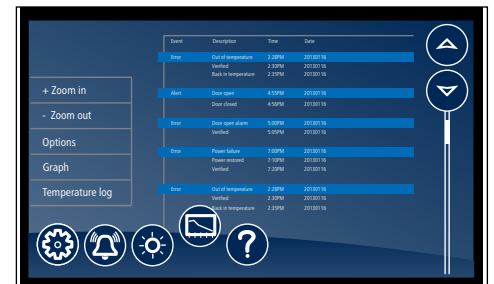 Event Description Time Date
Error Out of temperature 2:28PM 20130116
Verified 2:30PM 20130116
Back in temperature 2:35PM 20130116
Alert Door open 4:55PM 20130116
Door closed 4:56PM 20130116
Error Door open alarm 5:00PM 20130116
Verified 5:05PM 20130116
Error Power failure 7:00PM 20130116
Power restored 7:10PM 20130116
Verified 7:20PM 20130116
Error Out of temperature 2:28PM 20130116
Verified 2:30PM 20130116
Back in temperature 2:35PM 20130116
+ Zoom in
- Zoom out
Options
Graph
Temperature log
?